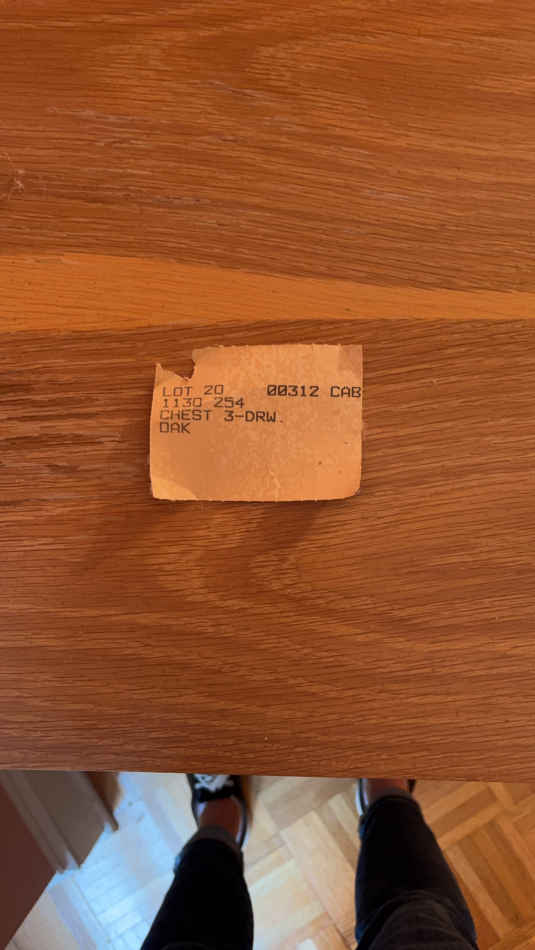 LOT 20 00312 CAB
1130 254
CHEST 3-DRW.
OAK